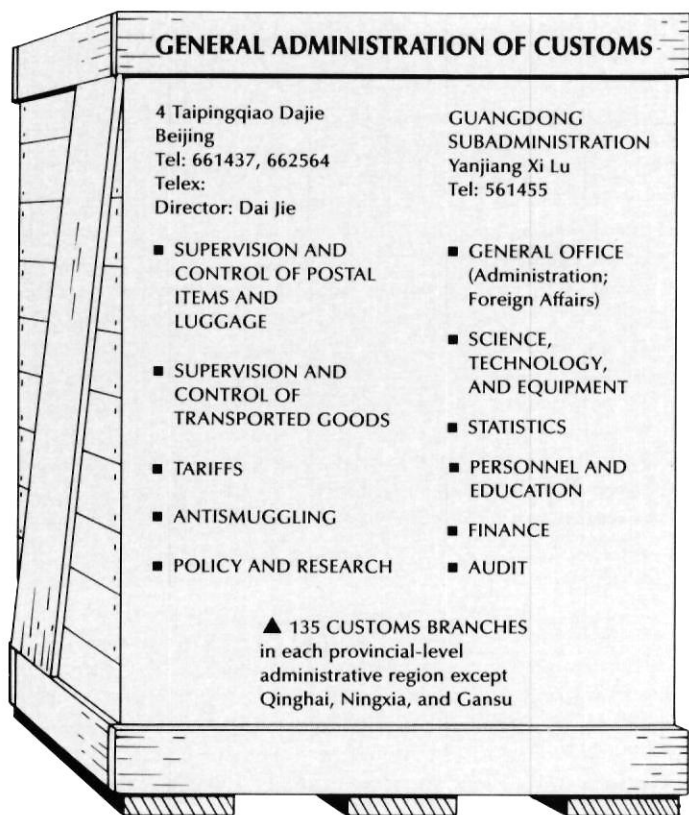 GENERAL ADMINISTRATION OF CUSTOMS
4 Taipingqiao Dajie
Beijing
Tel: 661437, 662564
Telex:
Director: Dai Jie
■ SUPERVISION AND
CONTROL OF POSTAL
ITEMS AND
LUGGAGE
■ SUPERVISION AND
CONTROL OF
TRANSPORTED GOODS
■ TARIFFS
■ ANTISMUGGLING
■ POLICY AND RESEARCH
GUANGDONG
SUBADMINISTRATION
Yanjiang Xi Lu
Tel: 561455
■ GENERAL OFFICE
(Administration;
Foreign Affairs)
■ SCIENCE,
TECHNOLOGY,
AND EQUIPMENT
■ STATISTICS
■ PERSONNEL AND
EDUCATION
■ FINANCE
■ AUDIT
▲ 135 CUSTOMS BRANCHES
in each provincial-level
administrative region except
Qinghai, Ningxia, and Gansu